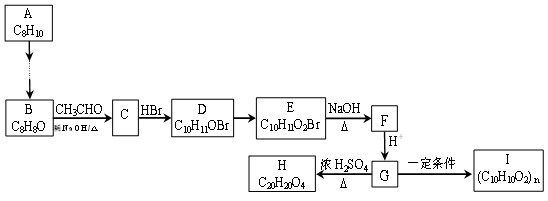 A
C₈H₁₀
B
C₈H₈O
CH₃CHO
稀NaOH/△
C
HBr
D
C₁₀H₁₁OBr
E
C₁₀H₁₁O₂Br
NaOH
△
F
H⁺
H
C₂₀H₂₀O₄
浓H₂SO₄
△
G
一定条件
I
(C₁₀H₁₀O₂)ₙ